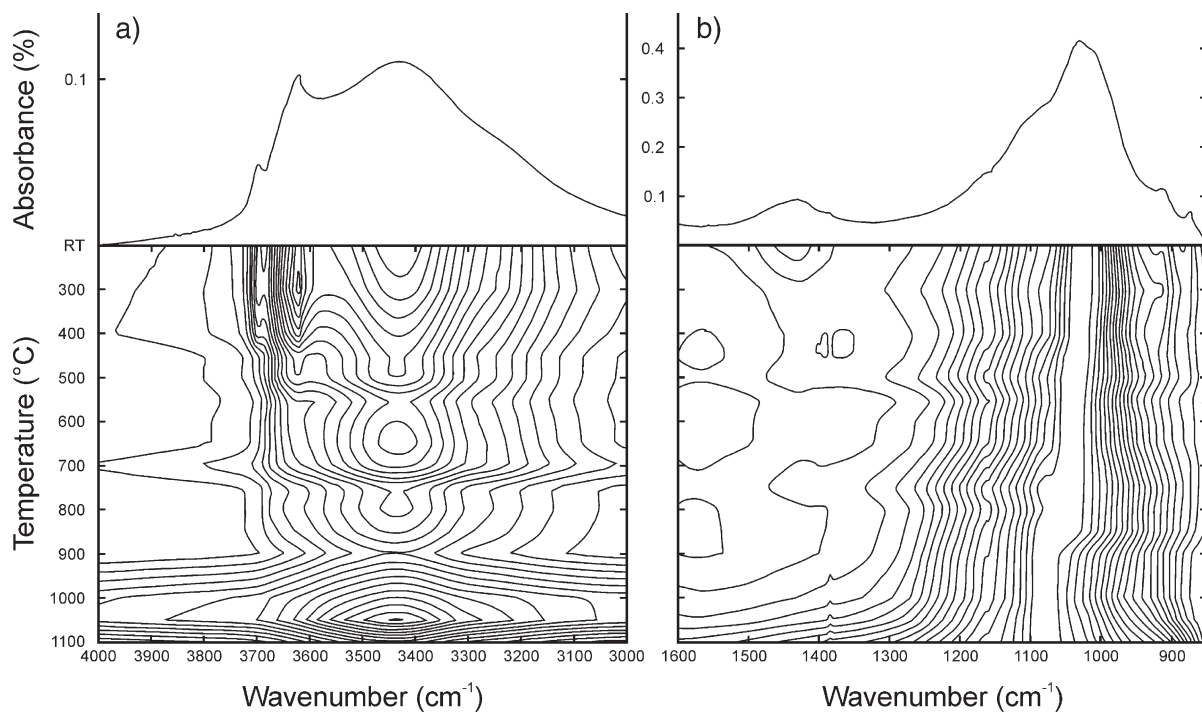 a)
b)
Absorbance (%)
0.1
0.4
0.3
0.2
0.1
RT
300
400
500
600
700
800
900
1000
1100
Temperature (°C)
4000 3900 3800 3700 3600 3500 3400 3300 3200 3100 3000
1600 1500 1400 1300 1200 1100 1000 900
Wavenumber (cm⁻¹)
Wavenumber (cm⁻¹)